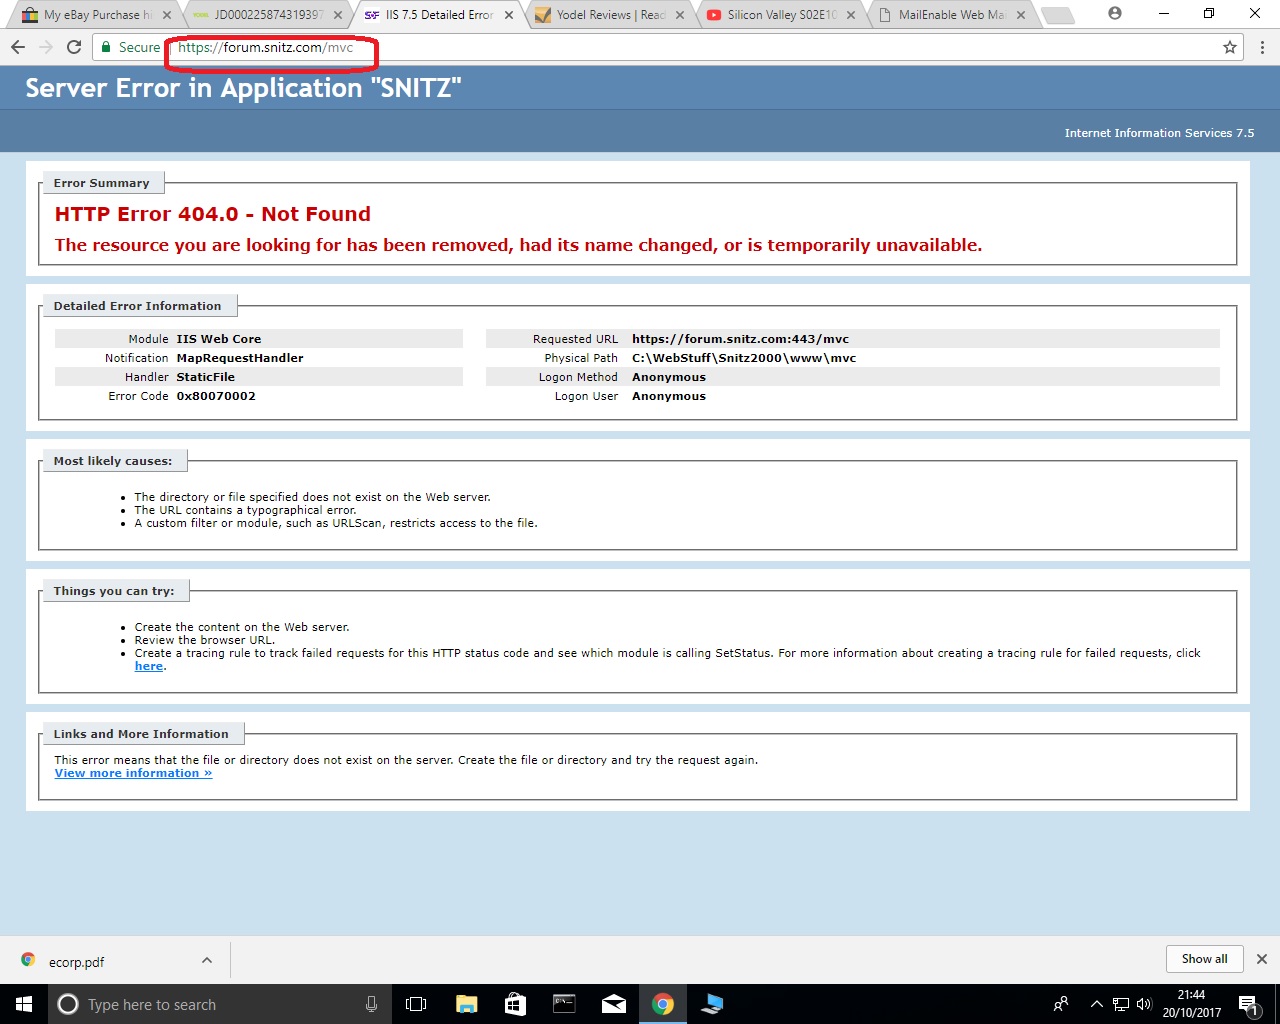 My eBay Purchase hi
JD000225874319397
IIS 7.5 Detailed Error
Yodel Reviews | Read
Silicon Valley S02E10
MailEnable Web Ma
Secure
https://forum.snitz.com/mvc
Server Error in Application "SNITZ"
Internet Information Services 7.5
Error Summary
HTTP Error 404.0 - Not Found
The resource you are looking for has been removed, had its name changed, or is temporarily unavailable.
Detailed Error Information
Module IIS Web Core
Notification MapRequestHandler
Handler StaticFile
Error Code 0x80070002
Requested URL https://forum.snitz.com:443/mvc
Physical Path C:\WebStuff\Snitz2000\www\mvc
Logon Method Anonymous
Logon User Anonymous
Most likely causes:
The directory or file specified does not exist on the Web server.
The URL contains a typographical error.
A custom filter or module, such as URLScan, restricts access to the file.
Things you can try:
Create the content on the Web server.
Review the browser URL.
Create a tracing rule to track failed requests for this HTTP status code and see which module is calling SetStatus. For more information about creating a tracing rule for failed requests, click
here.
Links and More Information
This error means that the file or directory does not exist on the server. Create the file or directory and try the request again.
View more information »
ecorp.pdf
Show all
Type here to search
21:44
20/10/2017
1